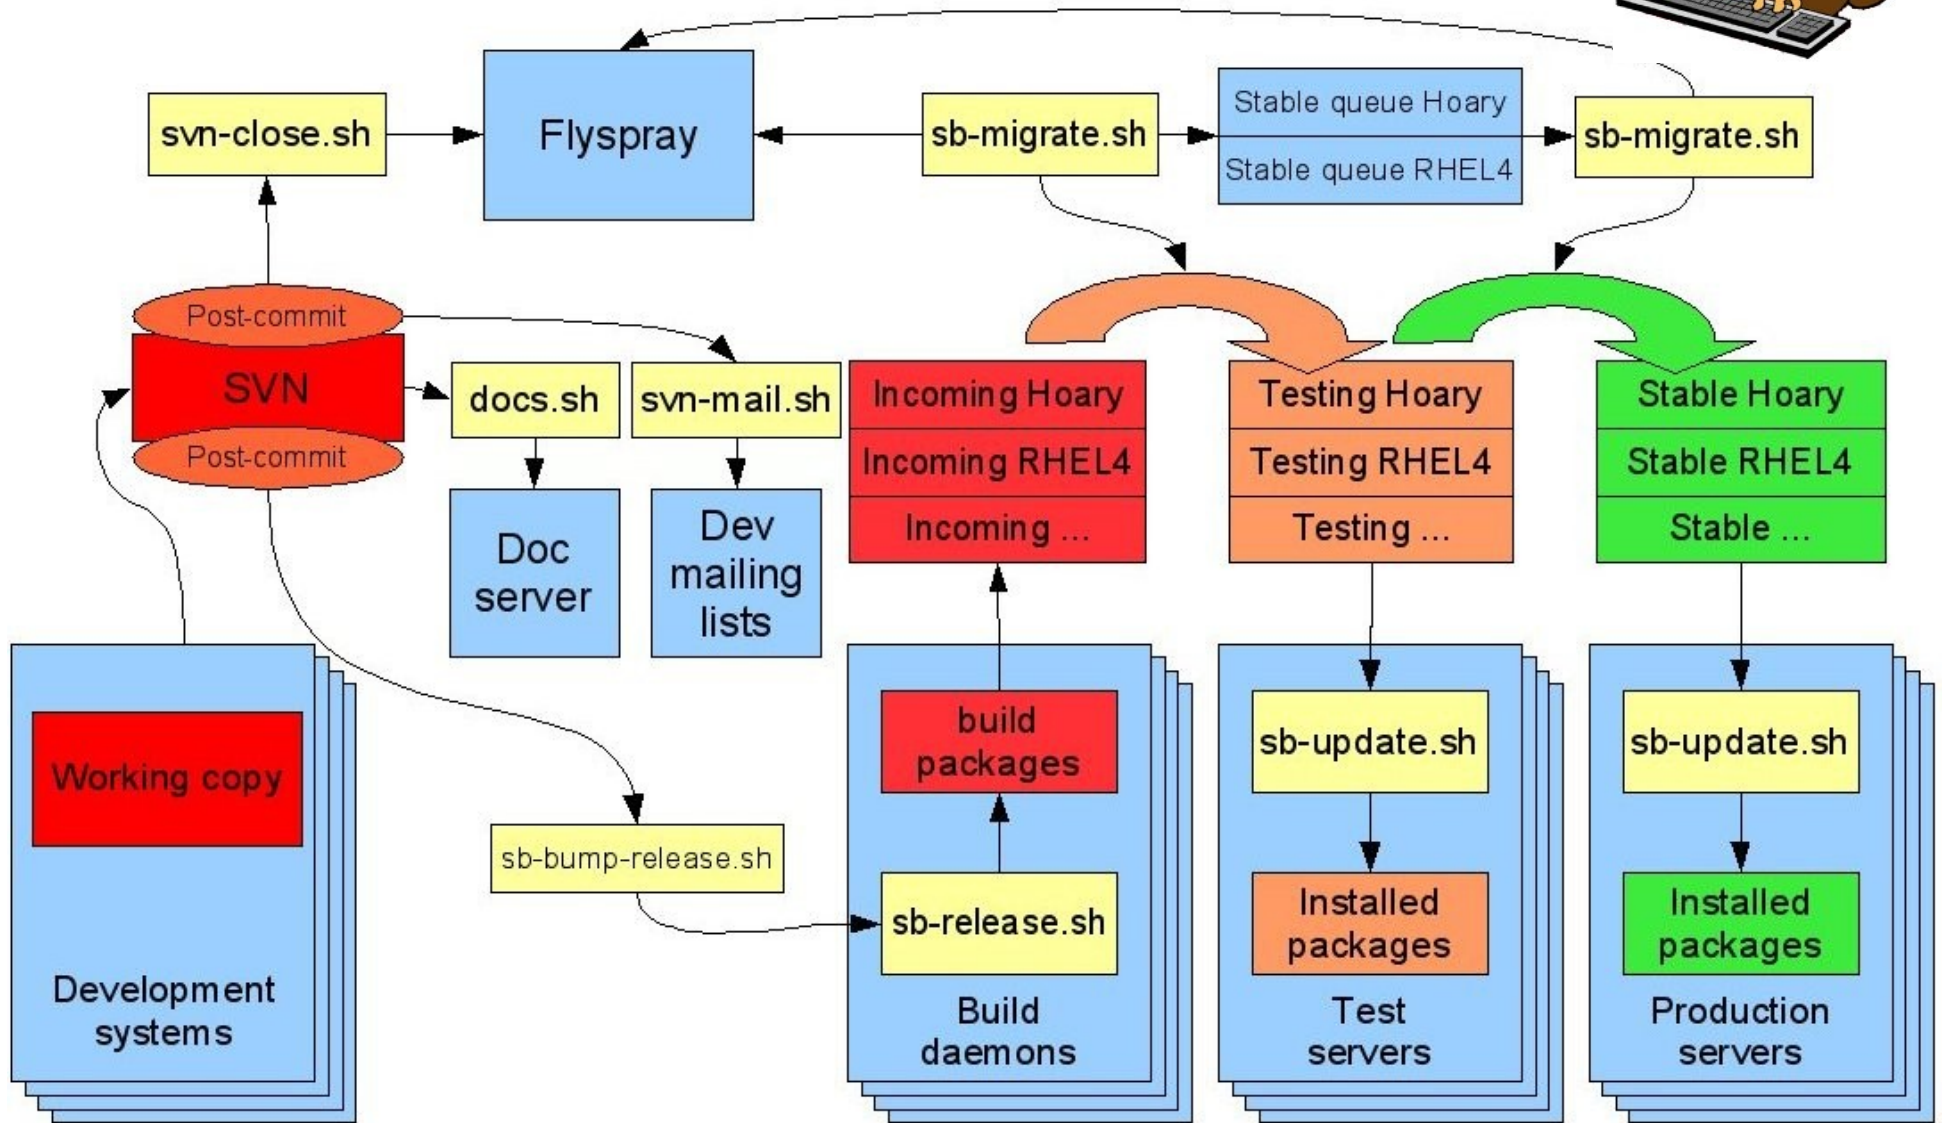 svn-close.sh
Flyspray
sb-migrate.sh
Stable queue Hoary
Stable queue RHEL4
sb-migrate.sh
Post-commit
SVN
Post-commit
docs.sh
svn-mail.sh
Doc
server
Dev
mailing
lists
Incoming Hoary
Incoming RHEL4
Incoming ...
Testing Hoary
Testing RHEL4
Testing ...
Stable Hoary
Stable RHEL4
Stable ...
Working copy
Development
systems
sb-bump-release.sh
build
packages
sb-release.sh
Build
daemons
sb-update.sh
Installed
packages
Test
servers
sb-update.sh
Installed
packages
Production
servers